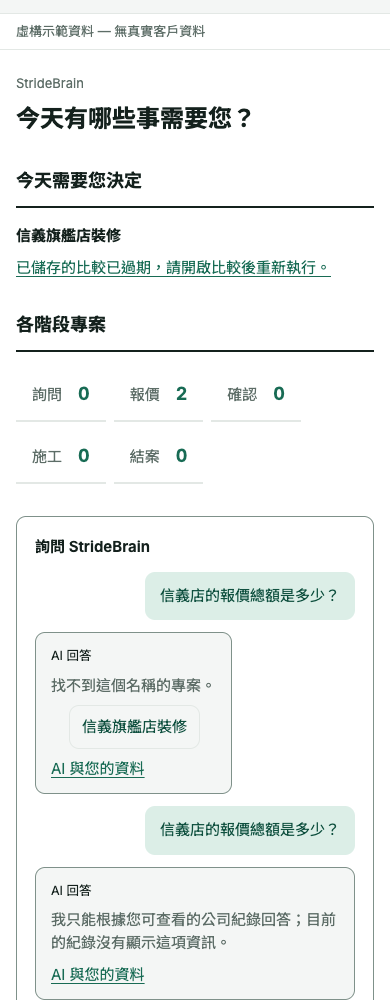 虛構示範資料 — 無真實客戶資料
StrideBrain
今天有哪些事需要您？
今天需要您決定
信義旗艦店裝修
已儲存的比較已過期，請開啟比較後重新執行。
各階段專案
詢問 0 報價 2 確認 0
施工 0 結案 0
詢問 StrideBrain
信義店的報價總額是多少？
AI 回答
找不到這個名稱的專案。
信義旗艦店裝修
AI 與您的資料
信義店的報價總額是多少？
AI 回答
我只能根據您可查看的公司紀錄回答；目前
的紀錄沒有顯示這項資訊。
AI 與您的資料